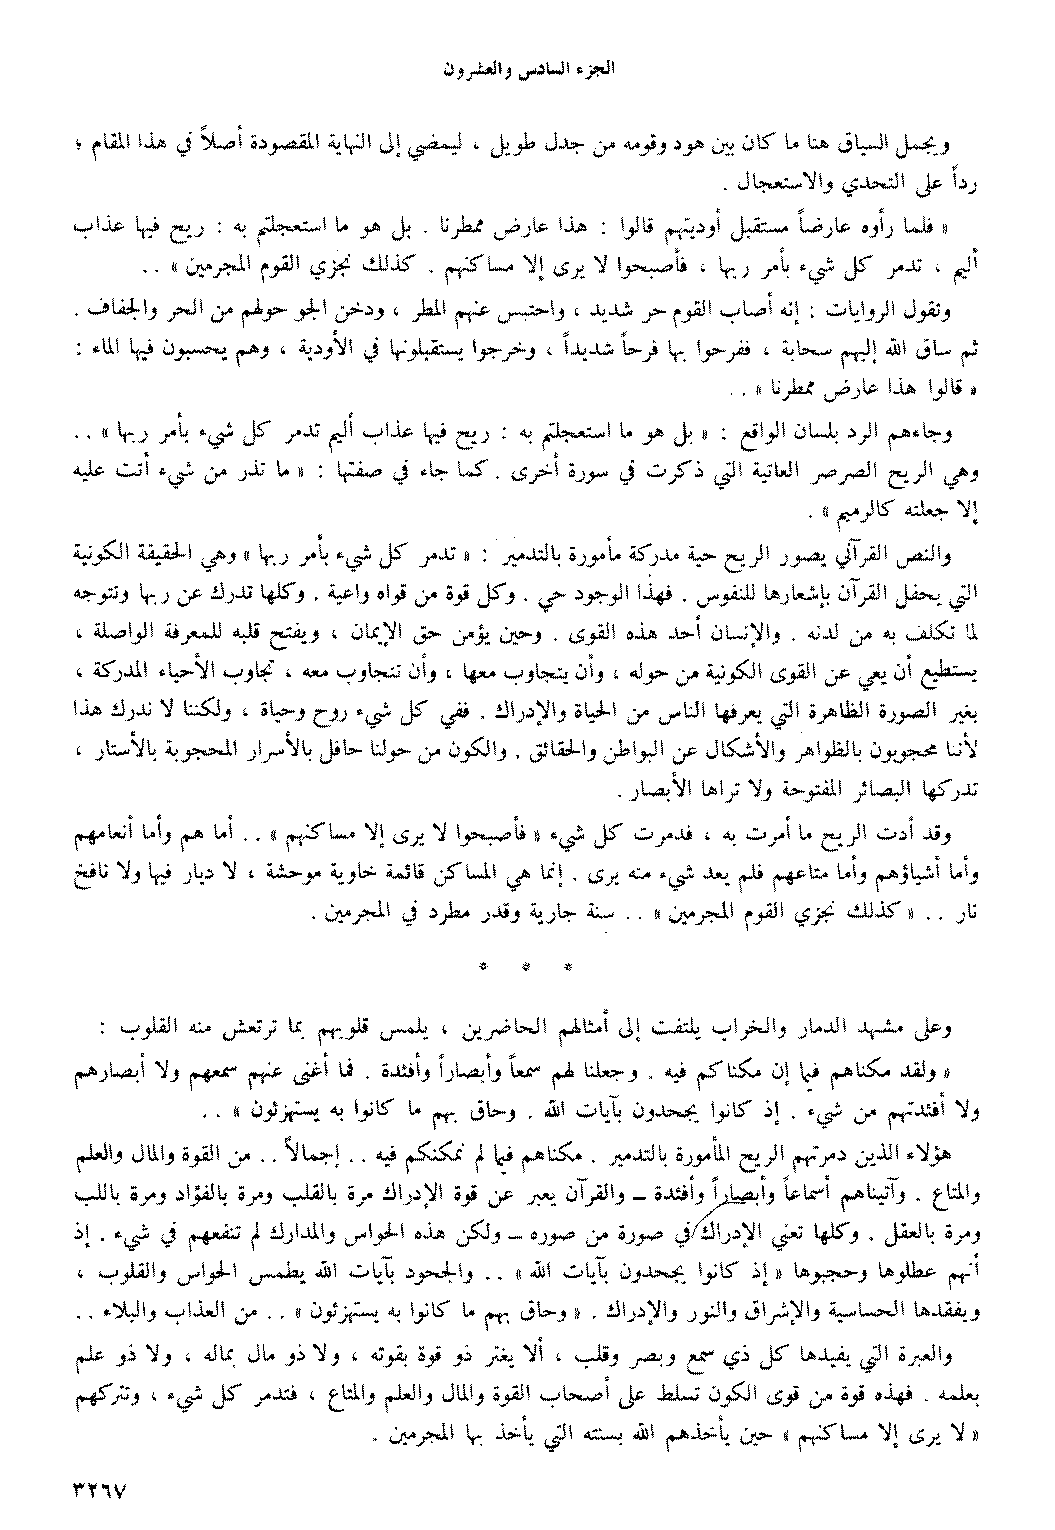 الجزء السادس والعشرون
ويجمل السياق هنا ما كان بين هود وقومه من جدل طويل ، ليمضي إلى النهاية المقصودة أصلاً في هذا المقام ؛
رداً على التحدي والاستعجال .
« فلما رأوه عارضاً مستقبل أوديتهم قالوا : هذا عارض ممطرنا . بل هو ما استعجلتم به : ريح فيها عذاب
أليم ، تدمر كل شيء بأمر ربها ، فأصبحوا لا يرى إلا مساكنهم . كذلك نجزي القوم المجرمين » ..
وتقول الروايات : إنه أصاب القوم حر شديد ، واحتبس عنهم المطر ، ودخن الجو حولهم من الحر والجفاف .
ثم ساق الله إليهم سحابة ، ففرحوا بها فرحاً شديداً ، وخرجوا يستقبلونها في الأودية ، وهم يحسبون فيها الماء :
« قالوا هذا عارض ممطرنا » ..
وجاءهم الرد بلسان الواقع : « بل هو ما استعجلتم به : ريح فيها عذاب أليم تدمر كل شيء بأمر ربها » ..
وهي الريح الصرصر العاتية التي ذكرت في سورة أخرى . كما جاء في صفتها : « ما تذر من شيء أتت عليه
إلا جعلته كالرميم » .
والنص القرآني يصور الريح حية مدركة مأمورة بالتدمير : « تدمر كل شيء بأمر ربها » وهي الحقيقة الكونية
التي يحفل القرآن بإشعارها للنفوس . فهذا الوجود حي . وكل قوة من قواه واعية . وكلها تدرك عن ربها وتتوجه
لما تكلف به من لدنه . والإنسان أحد هذه القوى . وحين يؤمن حق الإيمان ، ويفتح قلبه للمعرفة الواصلة ،
يستطيع أن يعي عن القوى الكونية من حوله ، وأن يتجاوب معها ، وأن تتجاوب معه ، تجاوب الأحياء المدركة ،
بغير الصورة الظاهرة التي يعرفها الناس من الحياة والإدراك . ففي كل شيء روح وحياة ، ولكننا لا ندرك هذا
لأننا محجوبون بالظواهر والأشكال عن البواطن والحقائق . والكون من حولنا حافل بالأسرار المحجوبة بالأستار ،
تدركها البصائر المفتوحة ولا تراها الأبصار .
وقد أدت الريح ما أمرت به ، فدمرت كل شيء « فأصبحوا لا يرى إلا مساكنهم » .. أما هم وأما أنعامهم
وأما أشياؤهم وأما متاعهم فلم يعد شيء منه يرى . إنما هي المساكن قائمة خاوية موحشة ، لا ديار فيها ولا نافخ
نار .. « كذلك نجزي القوم المجرمين » .. سنة جارية وقدر مطرد في المجرمين .
* * *
وعلى مشهد الدمار والخراب يلتفت إلى أمثالهم الحاضرين ، يلمس قلوبهم بما ترتعش منه القلوب :
« ولقد مكناهم فيما إن مكناكم فيه . وجعلنا لهم سمعاً وأبصاراً وأفئدة . فما أغنى عنهم سمعهم ولا أبصارهم
ولا أفئدتهم من شيء . إذ كانوا يجحدون بآيات الله . وحاق بهم ما كانوا به يستهزئون » ..
هؤلاء الذين دمرتهم الريح المأمورة بالتدمير . مكناهم فيما لم نمكنكم فيه .. إجمالاً .. من القوة والمال والعلم
والمتاع . وآتيناهم أسماعاً وأبصاراً وأفئدة – والقرآن يعبر عن قوة الإدراك مرة بالقلب ومرة بالفؤاد ومرة باللب
ومرة بالعقل . وكلها تعني الإدراك في صورة من صوره – ولكن هذه الحواس والمدارك لم تنفعهم في شيء . إذ
أنهم عطلوها وحجبوها « إذ كانوا يجحدون بآيات الله » .. والجحود بآيات الله يطمس الحواس والقلوب ،
ويفقدها الحساسية والإشراق والنور والإدراك . « وحاق بهم ما كانوا به يستهزئون » .. من العذاب والبلاء ..
والعبرة التي يفيدها كل ذي سمع وبصر وقلب ، ألا يغتر ذو قوة بقوته ، ولا ذو مال بماله ، ولا ذو علم
بعلمه . فهذه قوة من قوى الكون تسلط على أصحاب القوة والمال والعلم والمتاع ، فتدمر كل شيء ، وتتركهم
« لا يرى إلا مساكنهم » حين يأخذهم الله بسنته التي يأخذ بها المجرمين .
٣٢٦٧